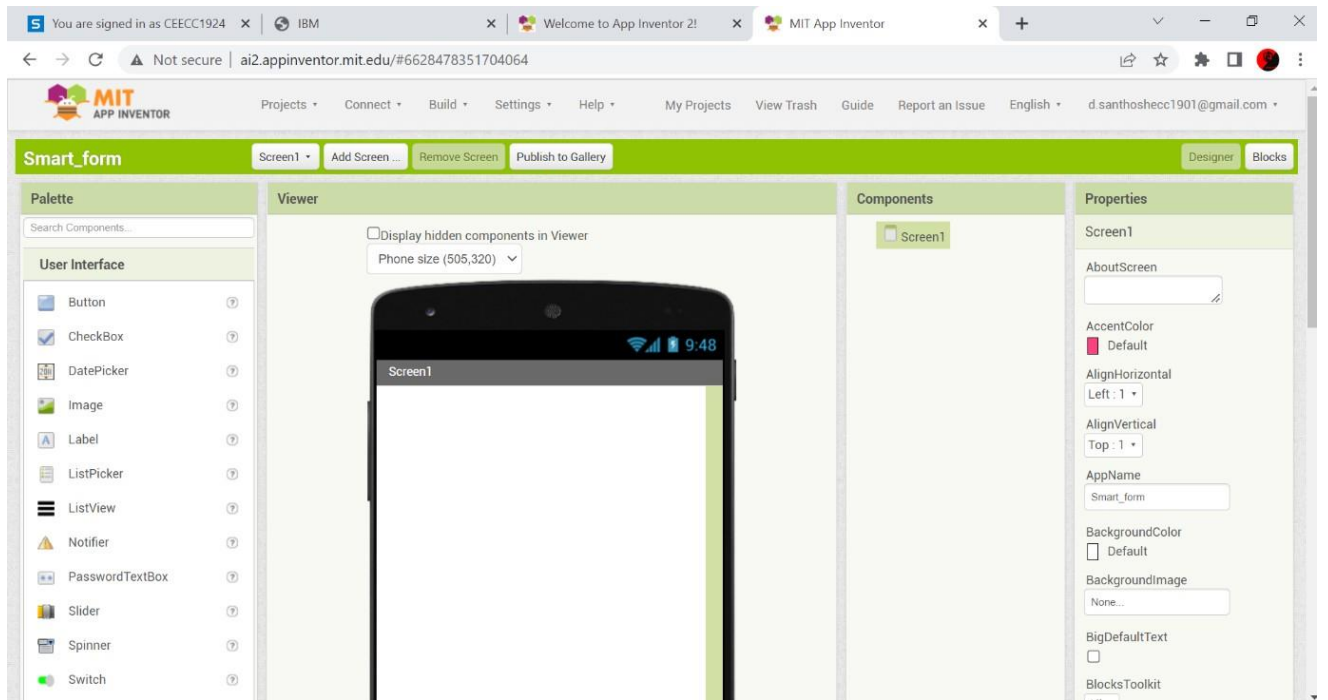 You are signed in as CEECC1924
IBM
Welcome to App Inventor 2!
MIT App Inventor
Not secure
ai2.appinventor.mit.edu/#6628478351704064
MIT
APP INVENTOR
Projects
Connect
Build
Settings
Help
My Projects
View Trash
Guide
Report an Issue
English
d.santhoshecc1901@gmail.com
Smart_form
Screen1
Add Screen ...
Remove Screen
Publish to Gallery
Designer
Blocks
Palette
Search Components...
User Interface
Button
CheckBox
DatePicker
Image
Label
ListPicker
ListView
Notifier
PasswordTextBox
Slider
Spinner
Switch
Viewer
Display hidden components in Viewer
Phone size (505,320)
9:48
Screen1
Components
Screen1
Properties
Screen1
AboutScreen
AccentColor
Default
AlignHorizontal
Left : 1
AlignVertical
Top : 1
AppName
Smart_form
BackgroundColor
Default
BackgroundImage
None...
BigDefaultText
BlocksToolkit